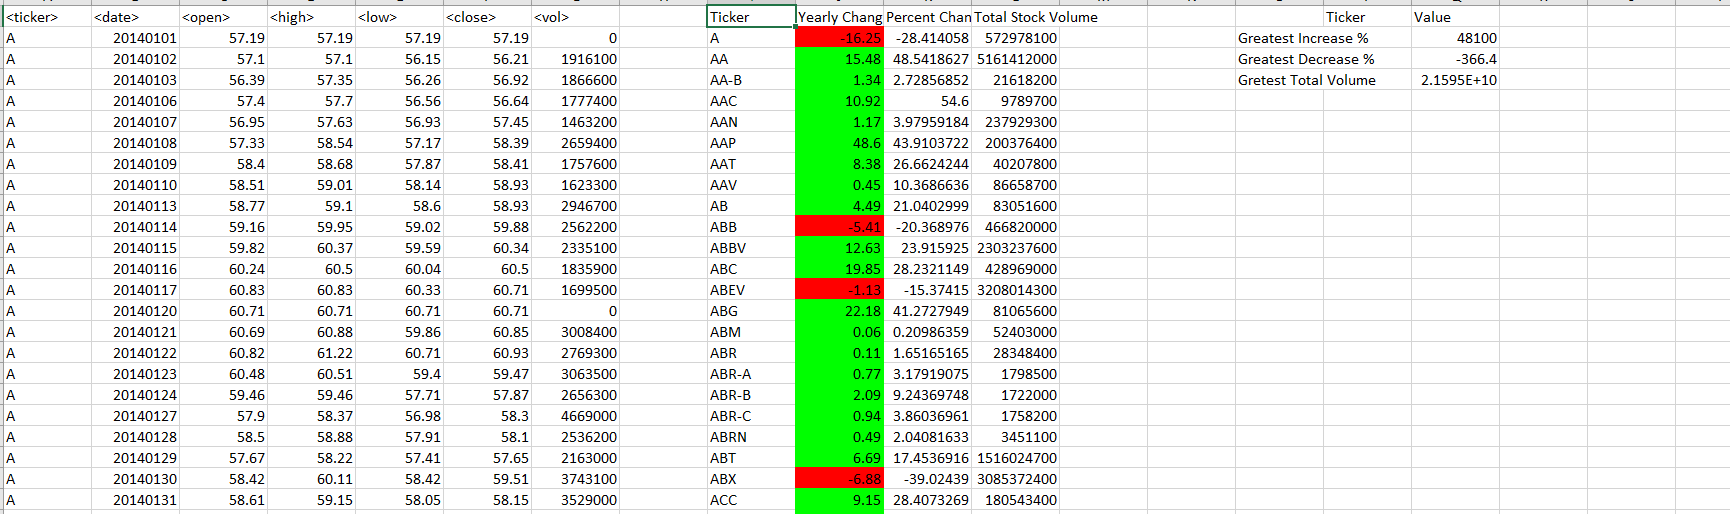 <ticker> <date> <open> <high> <low> <close> <vol> Ticker Yearly Chang Percent Chan Total Stock Volume Ticker Value
A 20140101 57.19 57.19 57.19 57.19 0 A -16.25 -28.414058 572978100 Greatest Increase % 48100
A 20140102 57.1 57.1 56.15 56.21 1916100 AA 15.48 48.5418627 5161412000 Greatest Decrease % -366.4
A 20140103 56.39 57.35 56.26 56.92 1866600 AA-B 1.34 2.72856852 21618200 Gretest Total Volume 2.1595E+10
A 20140106 57.4 57.7 56.56 56.64 1777400 AAC 10.92 54.6 9789700
A 20140107 56.95 57.63 56.93 57.45 1463200 AAN 1.17 3.97959184 237929300
A 20140108 57.33 58.54 57.17 58.39 2659400 AAP 48.6 43.9103722 200376400
A 20140109 58.4 58.68 57.87 58.41 1757600 AAT 8.38 26.6624244 40207800
A 20140110 58.51 59.01 58.14 58.93 1623300 AAV 0.45 10.3686636 86658700
A 20140113 58.77 59.1 58.6 58.93 2946700 AB 4.49 21.0402999 83051600
A 20140114 59.16 59.95 59.02 59.88 2562200 ABB -5.41 -20.368976 466820000
A 20140115 59.82 60.37 59.59 60.34 2335100 ABBV 12.63 23.915925 2303237600
A 20140116 60.24 60.5 60.04 60.5 1835900 ABC 19.85 28.2321149 428969000
A 20140117 60.83 60.83 60.33 60.71 1699500 ABEV -1.13 -15.37415 3208014300
A 20140120 60.71 60.71 60.71 60.71 0 ABG 22.18 41.2727949 81065600
A 20140121 60.69 60.88 59.86 60.85 3008400 ABM 0.06 0.20986359 52403000
A 20140122 60.82 61.22 60.71 60.93 2769300 ABR 0.11 1.65165165 28348400
A 20140123 60.48 60.51 59.4 59.47 3063500 ABR-A 0.77 3.17919075 1798500
A 20140124 59.46 59.46 57.71 57.87 2656300 ABR-B 2.09 9.24369748 1722000
A 20140127 57.9 58.37 56.98 58.3 4669000 ABR-C 0.94 3.86036961 1758200
A 20140128 58.5 58.88 57.91 58.1 2536200 ABRN 0.49 2.04081633 3451100
A 20140129 57.67 58.22 57.41 57.65 2163000 ABT 6.69 17.4536916 1516024700
A 20140130 58.42 60.11 58.42 59.51 3743100 ABX -6.88 -39.02439 3085372400
A 20140131 58.61 59.15 58.05 58.15 3529000 ACC 9.15 28.4073269 180543400